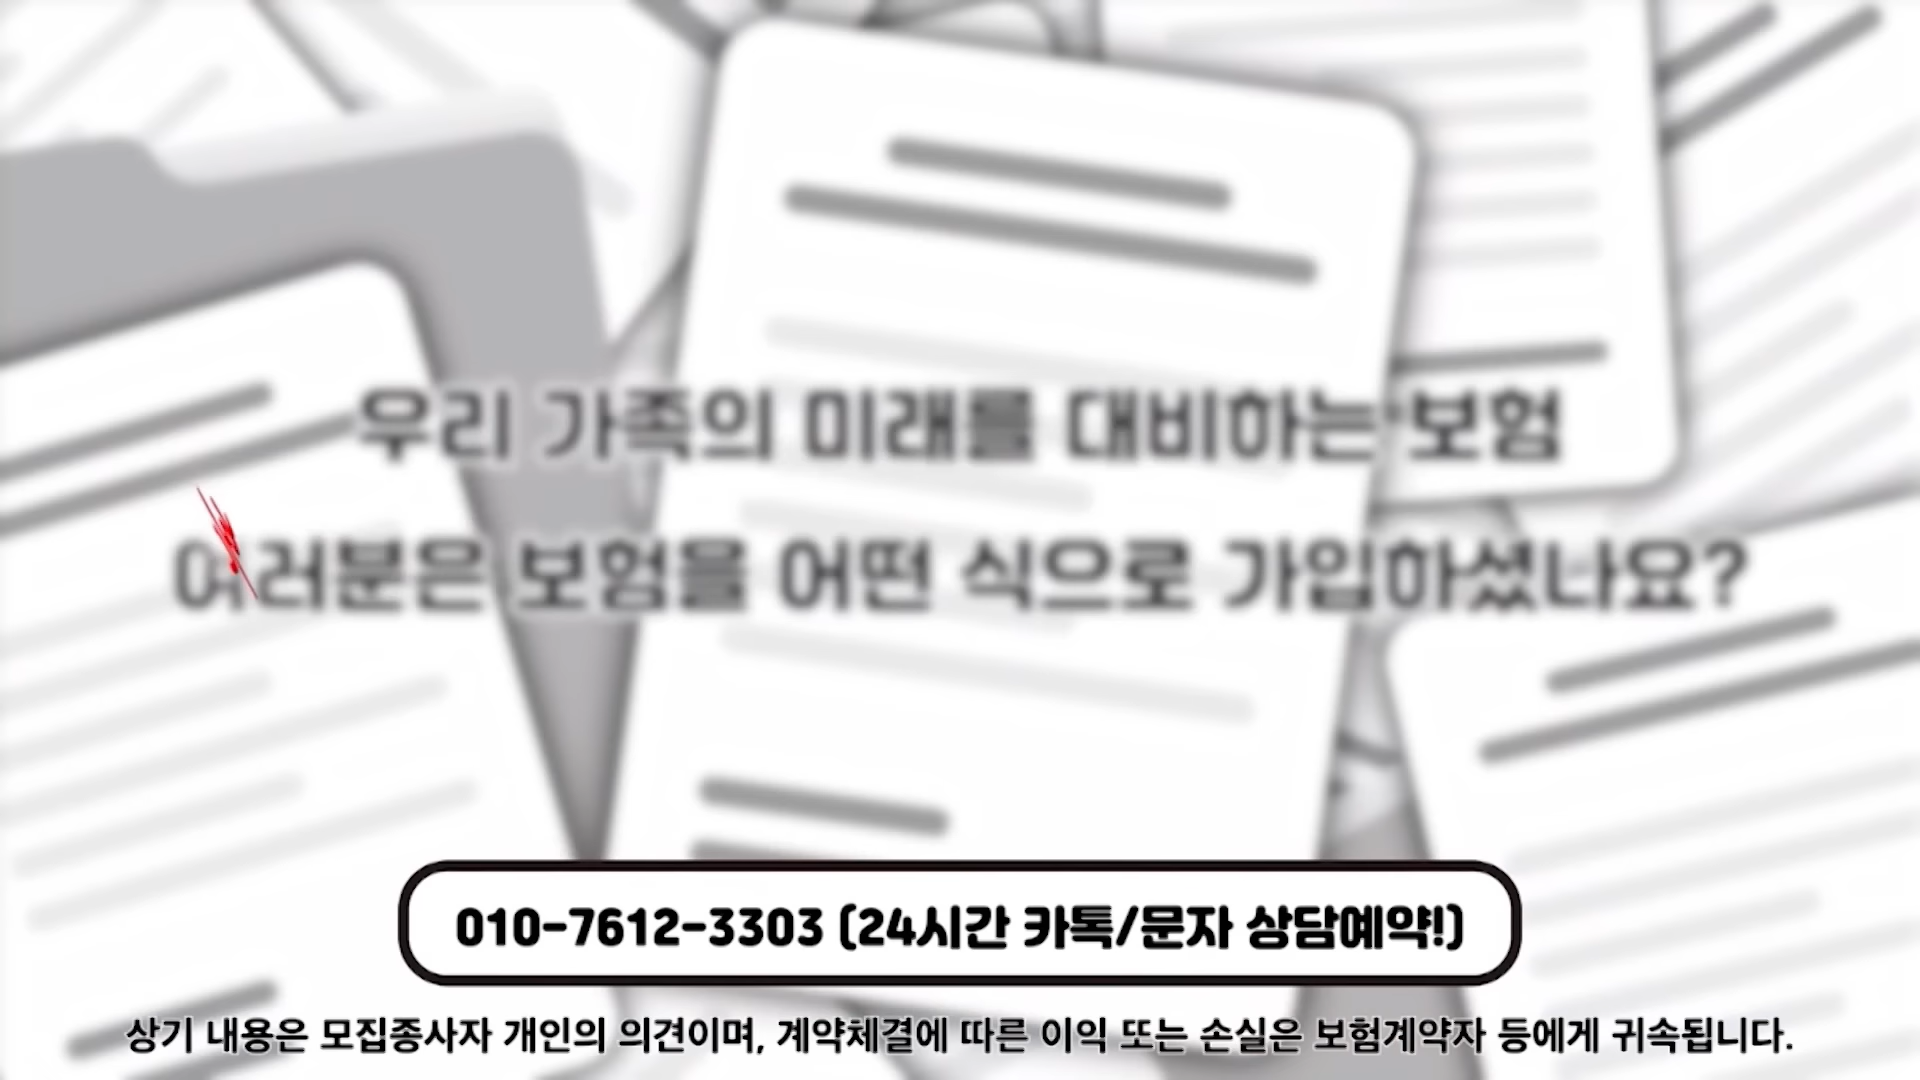 우리 가족의 미래를 대비하는 보험
여러분은 보험을 어떤 식으로 가입하셨나요?
010-7612-3303 (24시간 카톡/문자 상담예약!)
상기 내용은 모집종사자 개인의 의견이며, 계약체결에 따른 이익 또는 손실은 보험계약자 등에게 귀속됩니다.